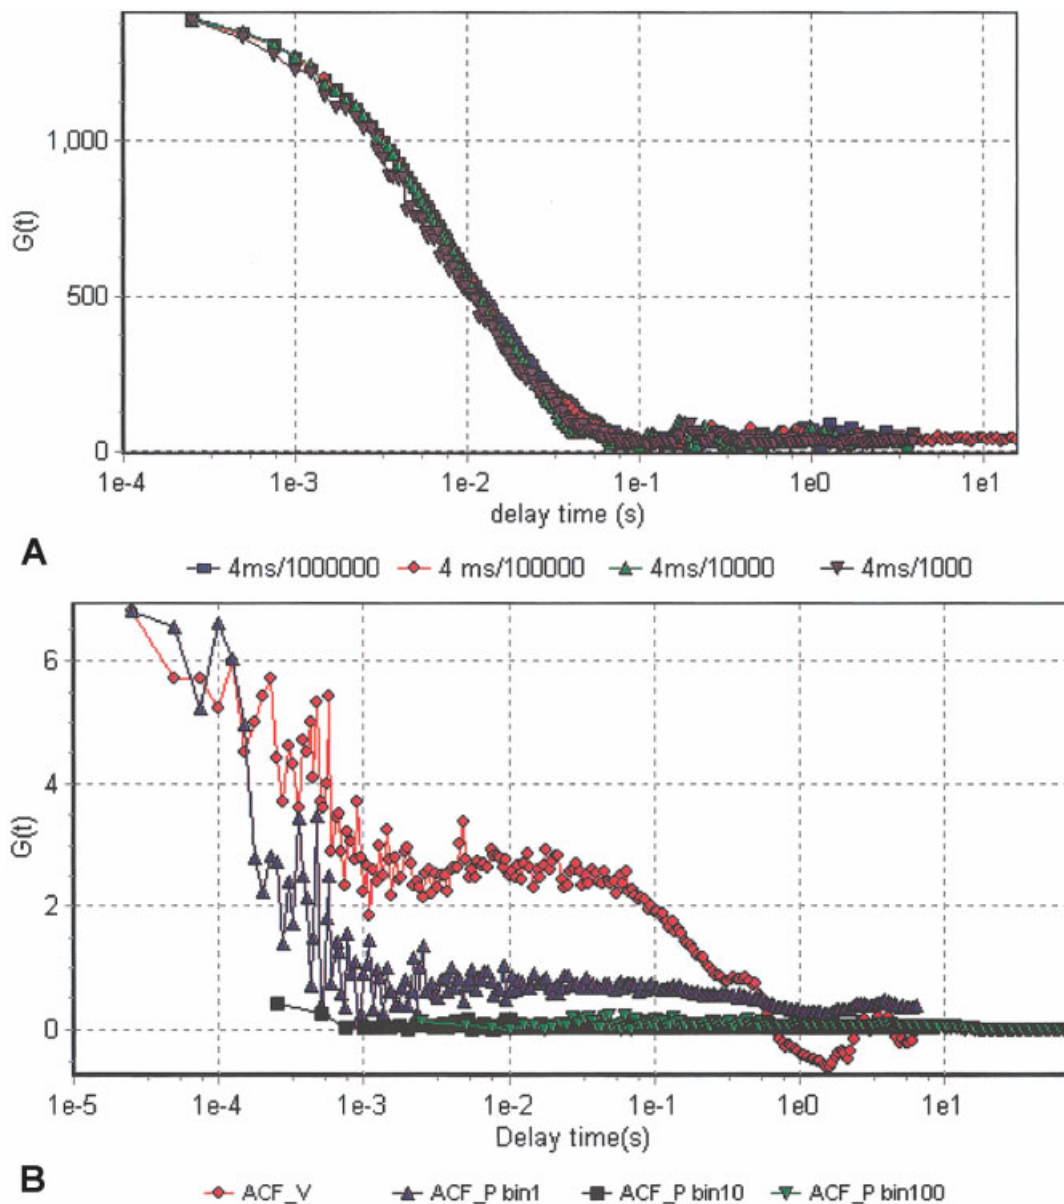 G(t)
1,000
500
0
1e-4
1e-3
1e-2
1e-1
1e0
1e1
delay time (s)
A
4ms/1000000
4 ms/100000
4ms/10000
4ms/1000
G(t)
6
4
2
0
1e-5
1e-4
1e-3
1e-2
1e-1
1e0
1e1
Delay time(s)
B
ACF_V
ACF_P bin1
ACF_P bin10
ACF_P bin100